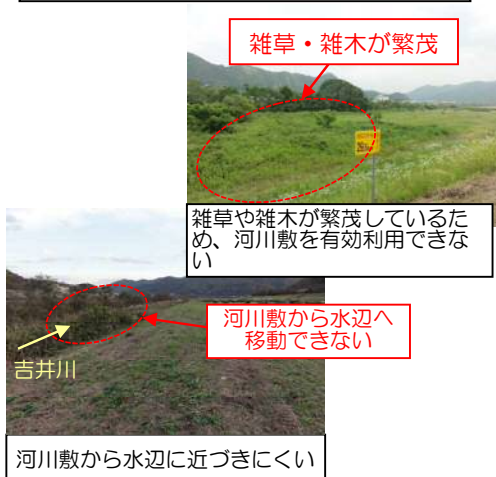 雑草・雑木が繁茂
雑草や雑木が繁茂しているた
め、河川敷を有効利用できな
い
河川敷から水辺へ
移動できない
吉井川
河川敷から水辺に近づきにくい